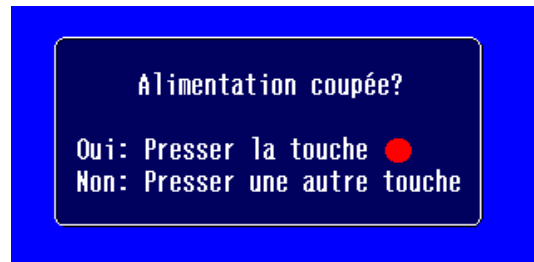 Alimentation coupée?
Oui: Presser la touche
Non: Presser une autre touche